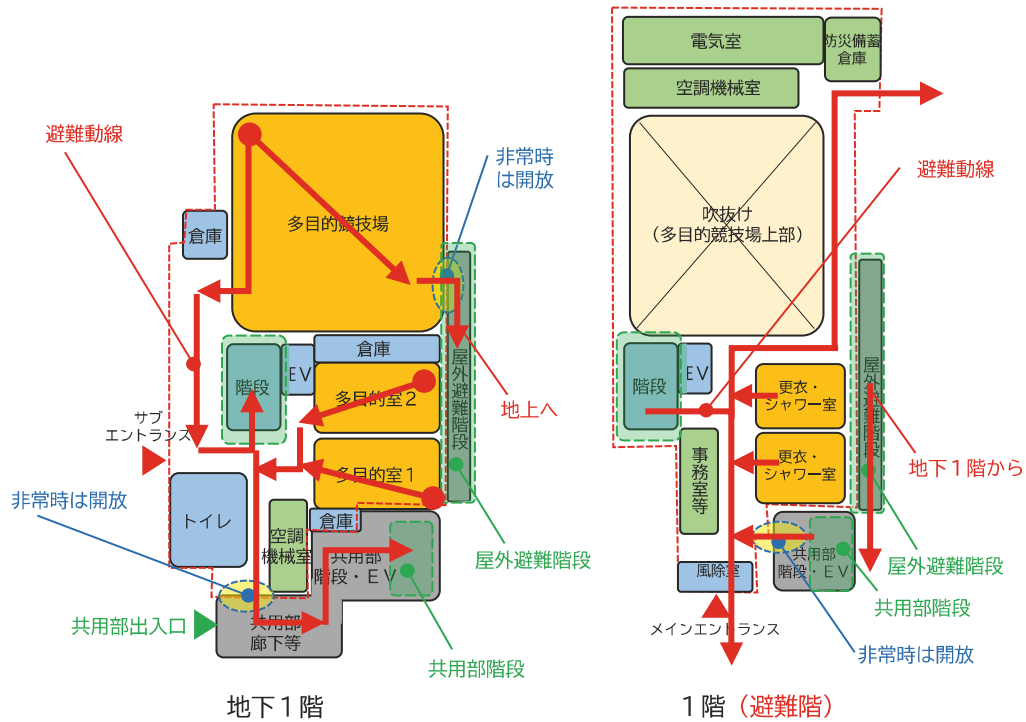 避難動線
非常時
は開放
多目的競技場
倉庫
倉庫
階段
EV
多目的室2
多目的室1
屋外避難階段
地上へ
サブ
エントランス
トイレ
非常時は開放
空調
機械室
倉庫
共用部
階段・EV
共用部出入口
共用部
廊下等
屋外避難階段
共用部階段
地下1階
電気室
防災備蓄
倉庫
空調機械室
避難動線
吹抜け
(多目的競技場上部)
階段
EV
更衣・
シャワー室
屋外避難階段
事務室等
更衣・
シャワー室
地下1階から
共用部
階段・EV
風除室
屋外避難階段
共用部階段
メインエントランス
非常時は開放
1階(避難階)